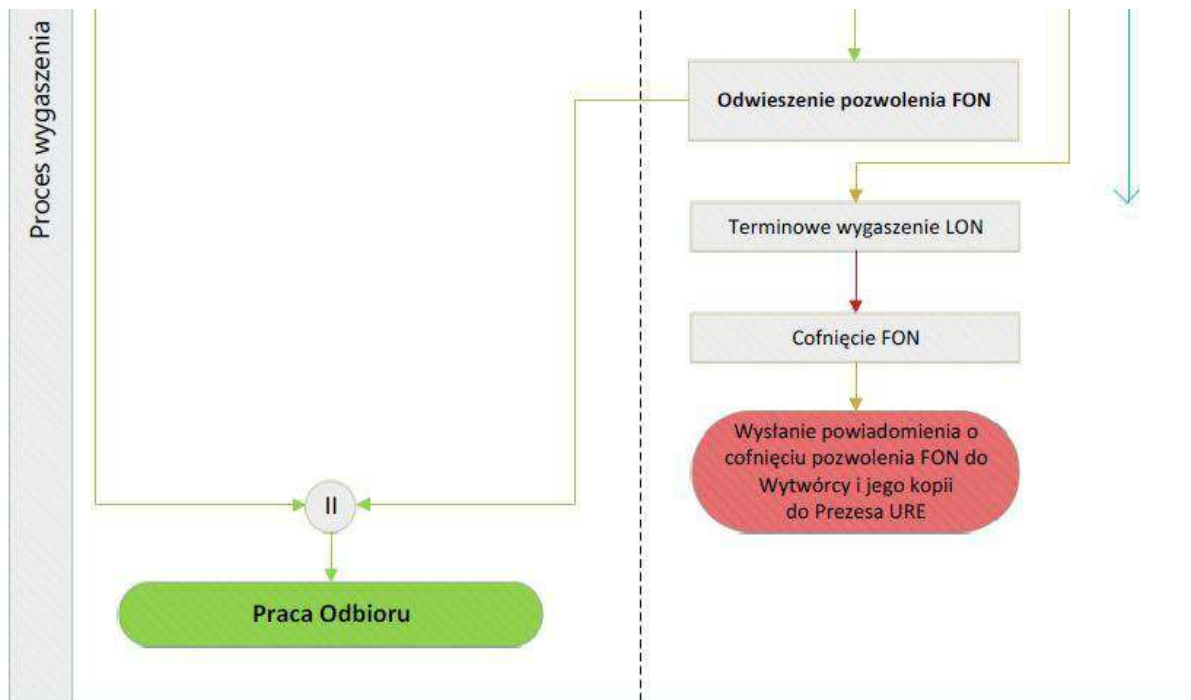 Proces wygaszenia
Odwieszenie pozwolenia FON
Terminowe wygaszenie LON
Cofnięcie FON
Wysłanie powiadomienia o
cofnięciu pozwolenia FON do
Wytwórcy i jego kopii
do Prezesa URE
II
Praca Odbioru